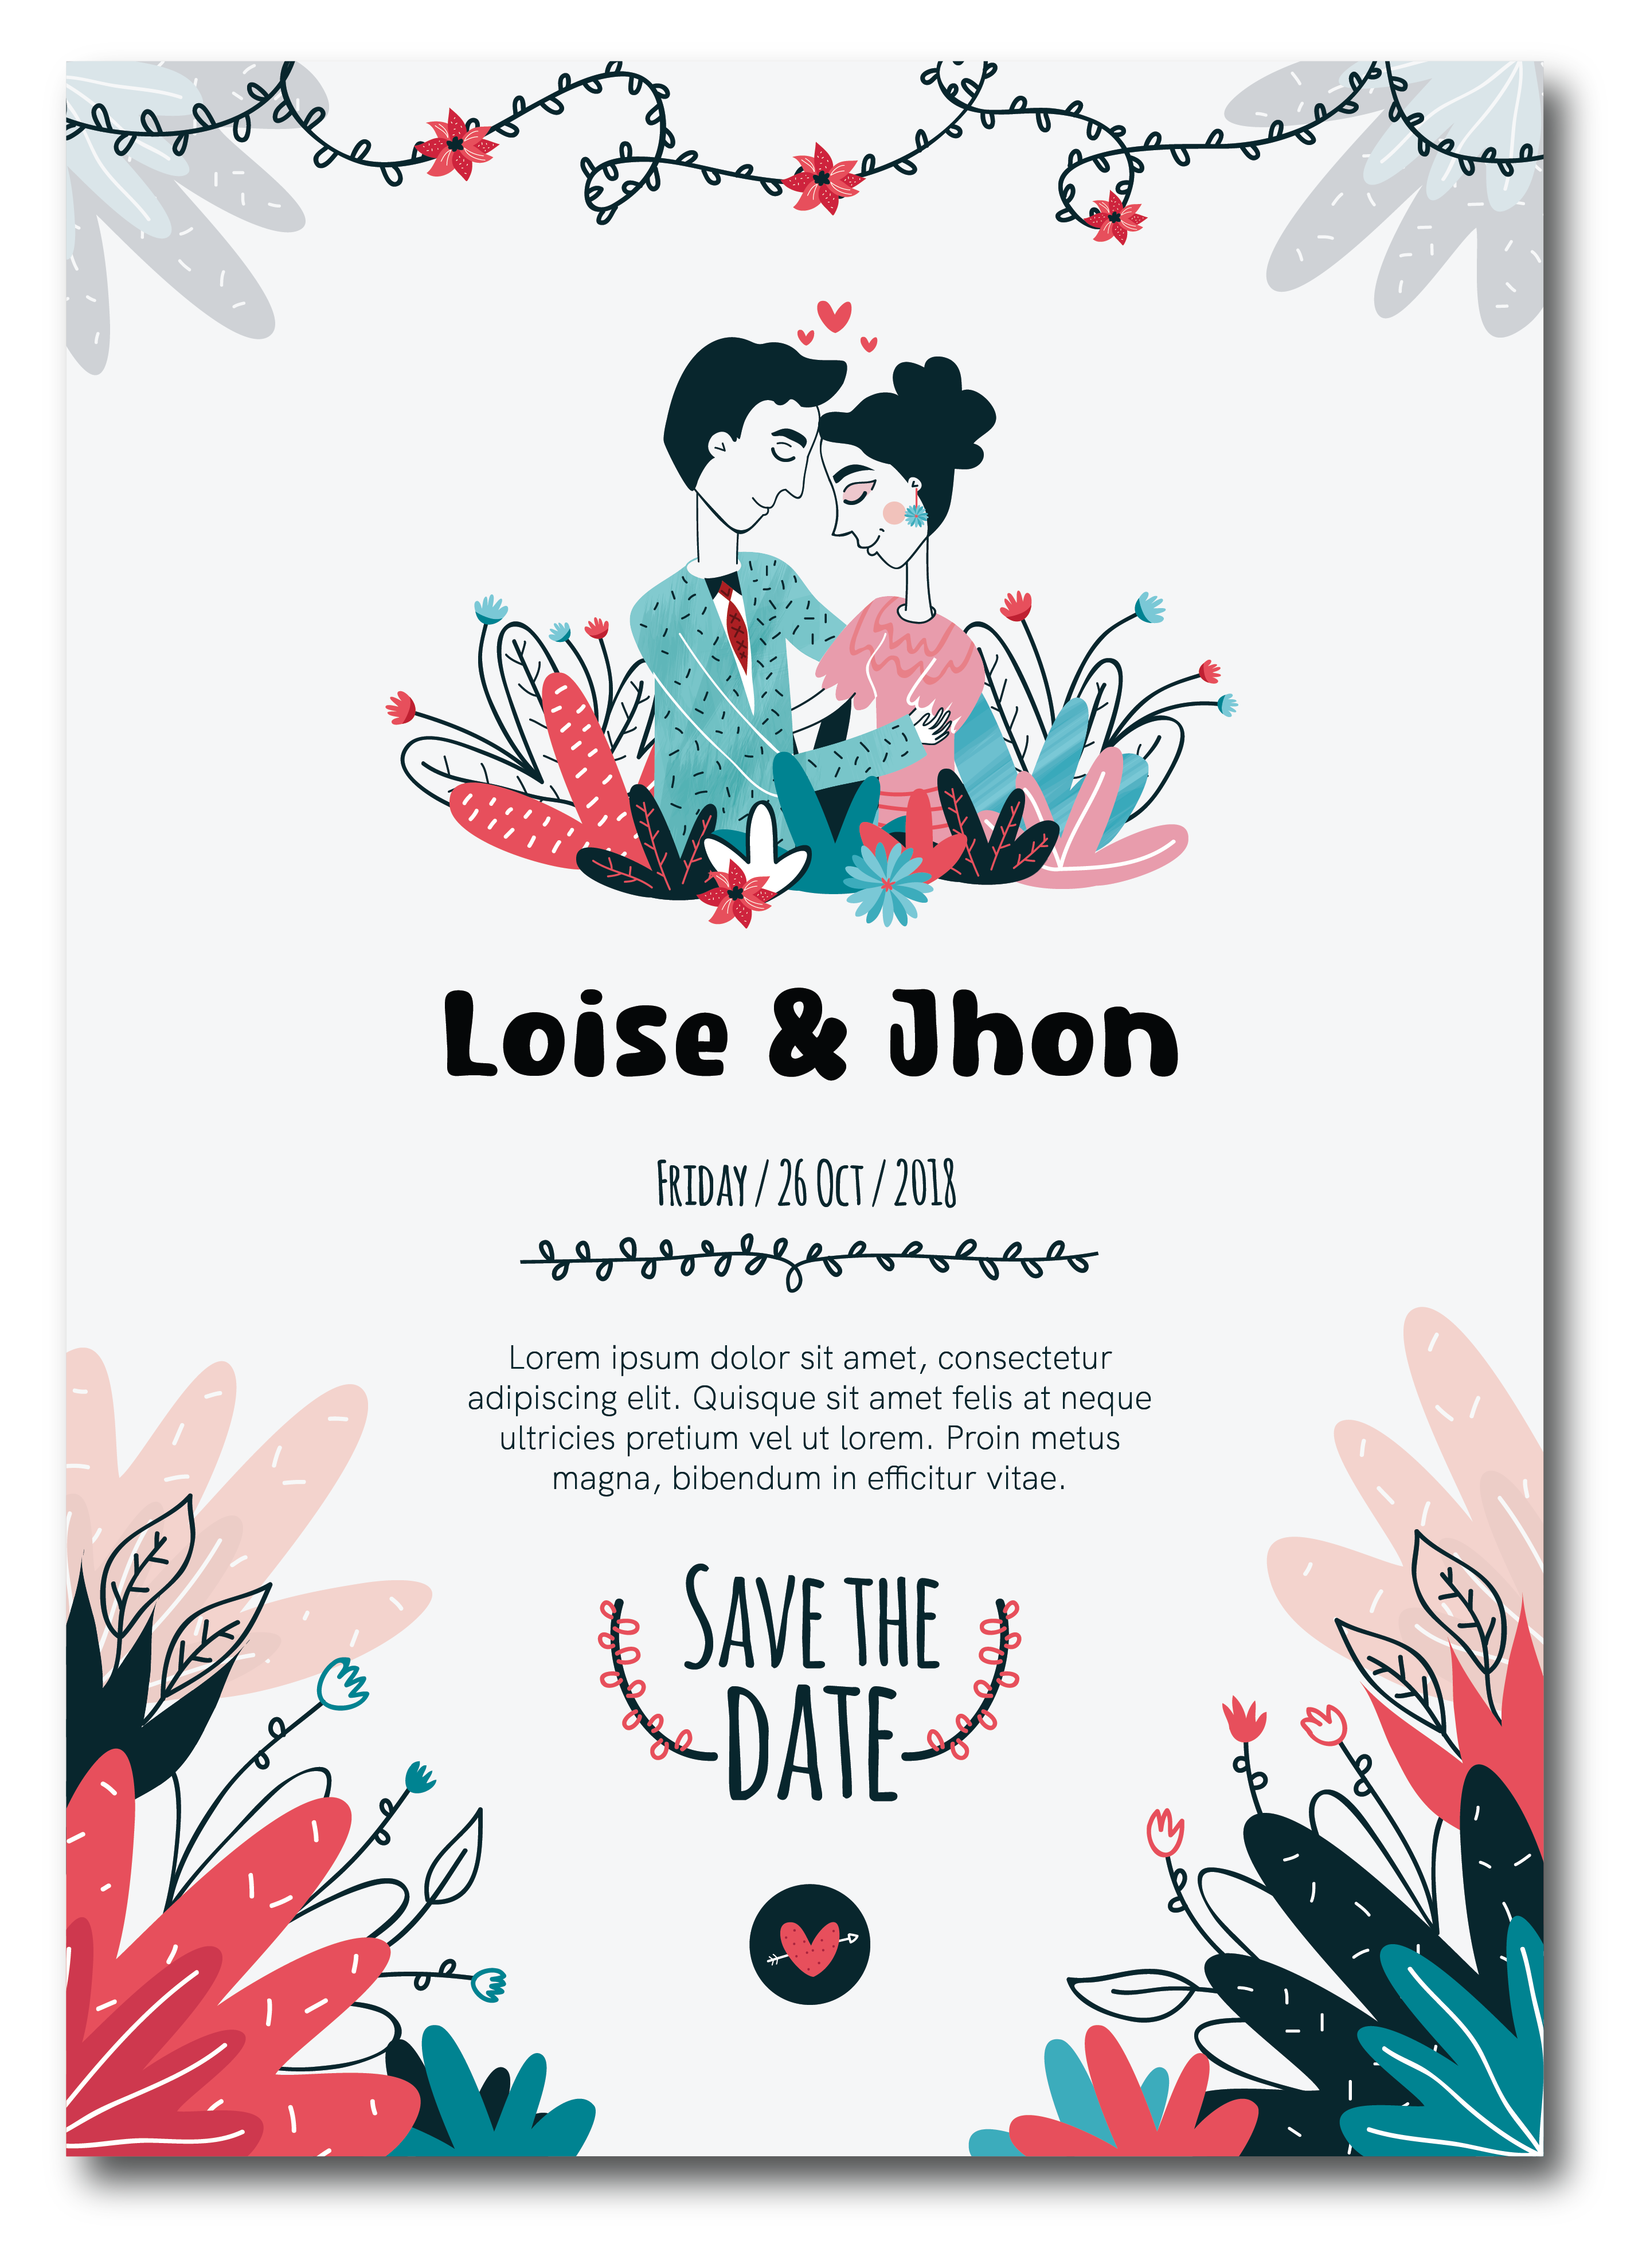 Loise & Jhon
Friday / 26 Oct / 2018
Lorem ipsum dolor sit amet, consectetur
adipiscing elit. Quisque sit amet felis at neque
ultricies pretium vel ut lorem. Proin metus
magna, bibendum in efficitur vitae.
Save the
DATE